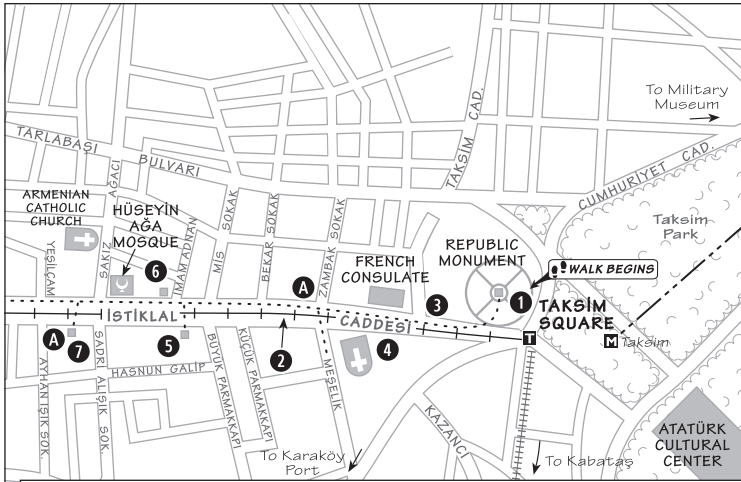 To Military
Museum
TAKSİM CAD.
TARLABAŞI
BULVARI
CUMHURİYET CAD.
Taksim
Park
ARMENIAN
CATHOLIC
CHURCH
AĞACI
SAKIZ
HÜSEYİN
AĞA
MOSQUE
YEŞİLÇAM
6
İMAM ADNAN
MIS
SOKAK
BEKAR SOKAK
ZAMBAK SOKAK
A
FRENCH
CONSULATE
REPUBLIC
MONUMENT
WALK BEGINS
1
3
TAKSİM
SQUARE
İSTİKLAL
CADDESİ
A
7
5
2
4
T
M
Taksim
AYHAN IŞIK SOK.
SADRI ALIŞIK SOK.
HASNUN GALIP
BÜYÜK PARMAKKAPI
KÜÇÜK PARMAKKAPI
MEŞELIK
KAZANCI
To Karaköy
Port
To Kabataş
ATATÜRK
CULTURAL
CENTER